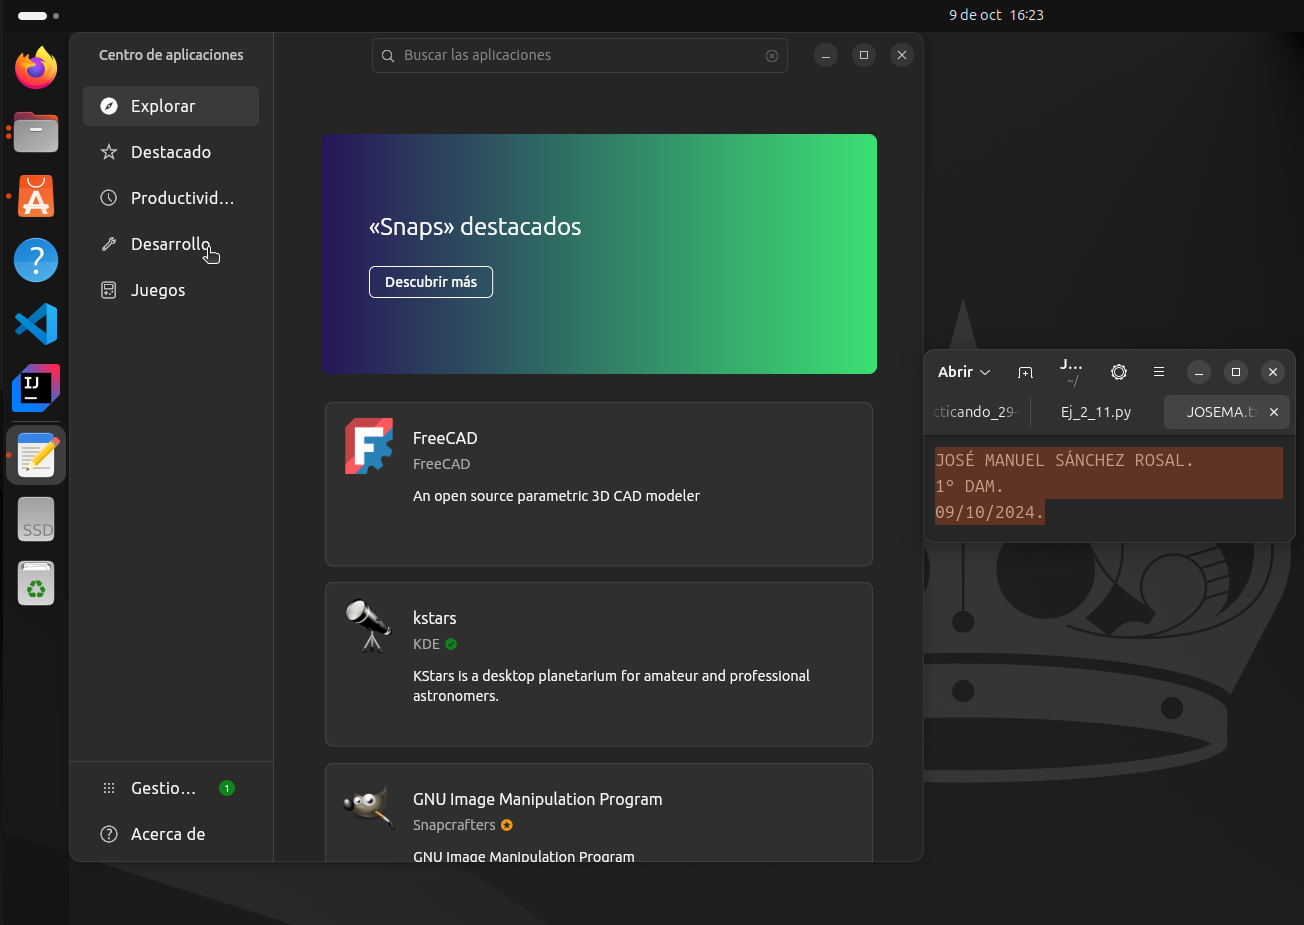 9 de oct 16:23
Centro de aplicaciones
Buscar las aplicaciones
Explorar
Destacado
Productivid...
Desarrollo
Juegos
«Snaps» destacados
Descubrir más
FreeCAD
FreeCAD
An open source parametric 3D CAD modeler
kstars
KDE
KStars is a desktop planetarium for amateur and professional
astronomers.
GNU Image Manipulation Program
Snapcrafters
GNU Image Manipulation Program
Gestio... 1
Acerca de
IJ
SSD
Abrir
J...
~/
cticando_29-
Ej_2_11.py
JOSEMA.t
JOSÉ MANUEL SÁNCHEZ ROSAL.
1º DAM.
09/10/2024.